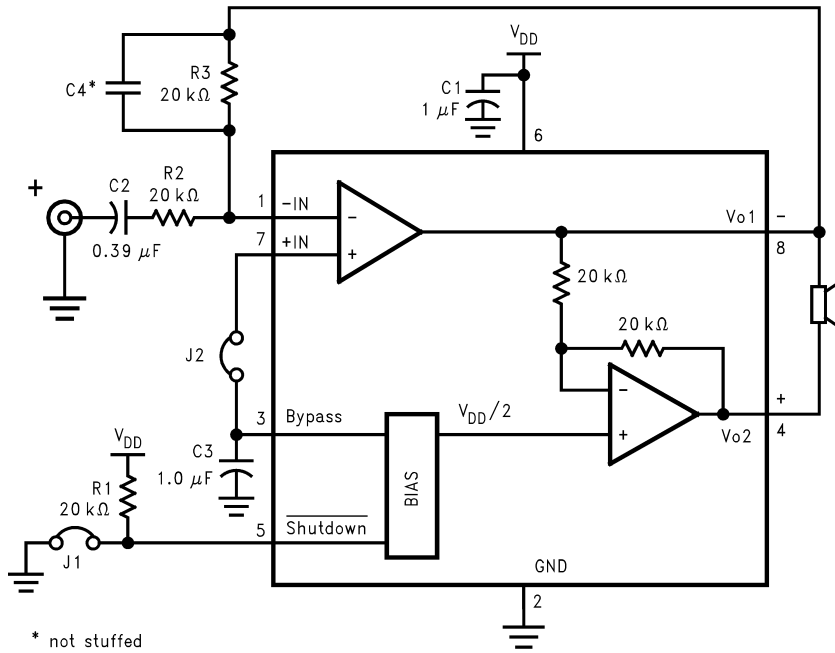 V_DD
C4*
R3
20 kΩ
C1
1 µF
6
+
C2
0.39 µF
R2
20 kΩ
1
-IN
7
+IN
-
+
Vo1
-
8
20 kΩ
20 kΩ
J2
3
Bypass
V_DD/2
-
+
+
4
Vo2
C3
1.0 µF
BIAS
V_DD
R1
20 kΩ
5
Shutdown
J1
GND
2
* not stuffed